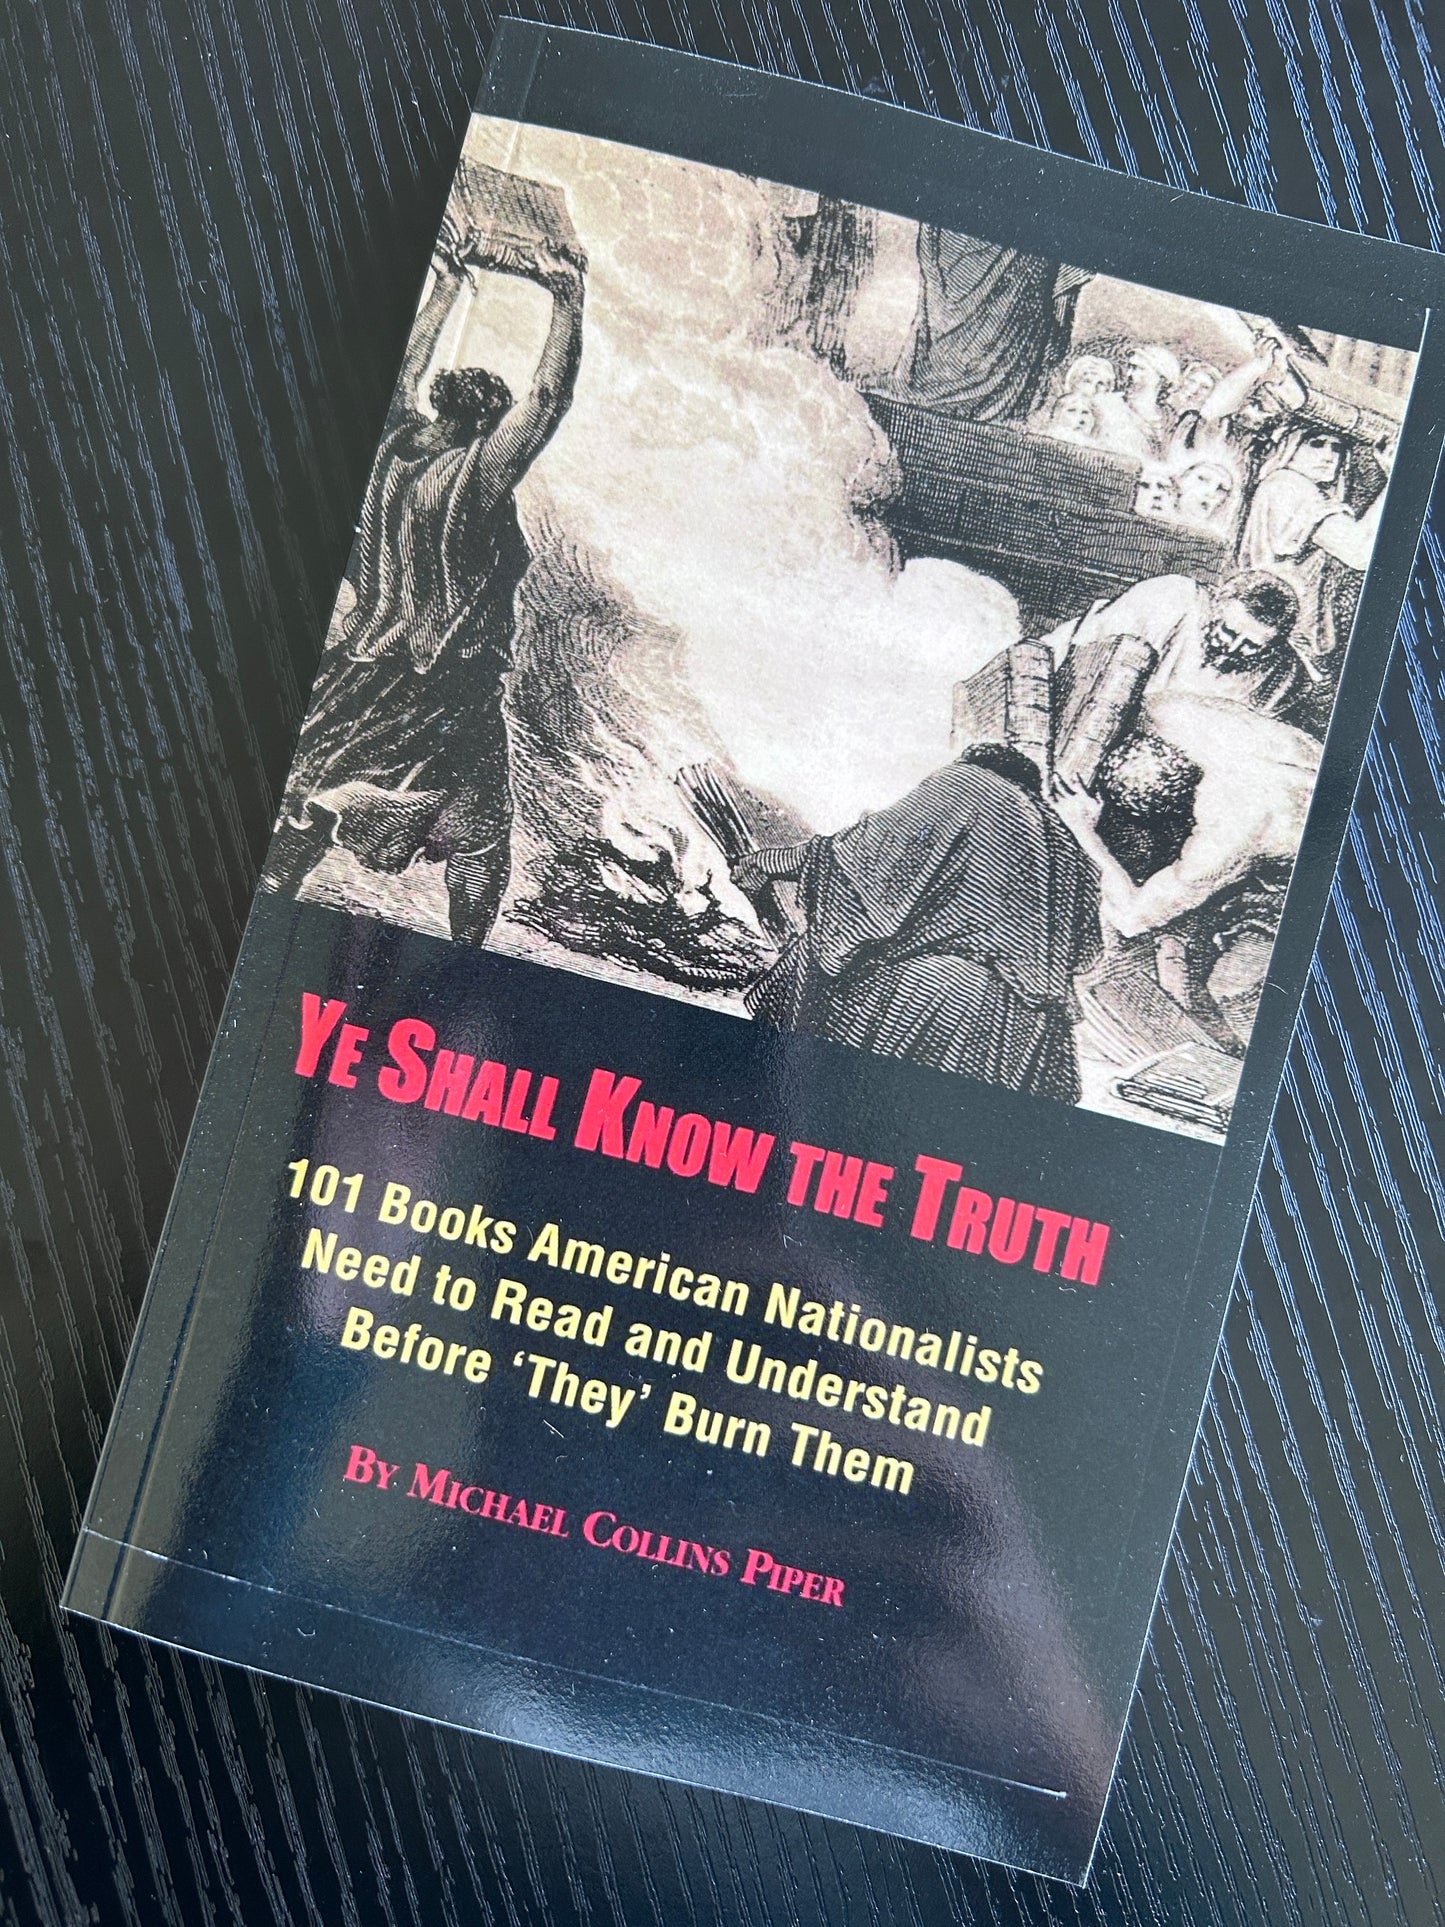 Ye Shall Know the Truth
101 Books American Nationalists
Need to Read and Understand
Before ‘They’ Burn Them
By Michael Collins Piper